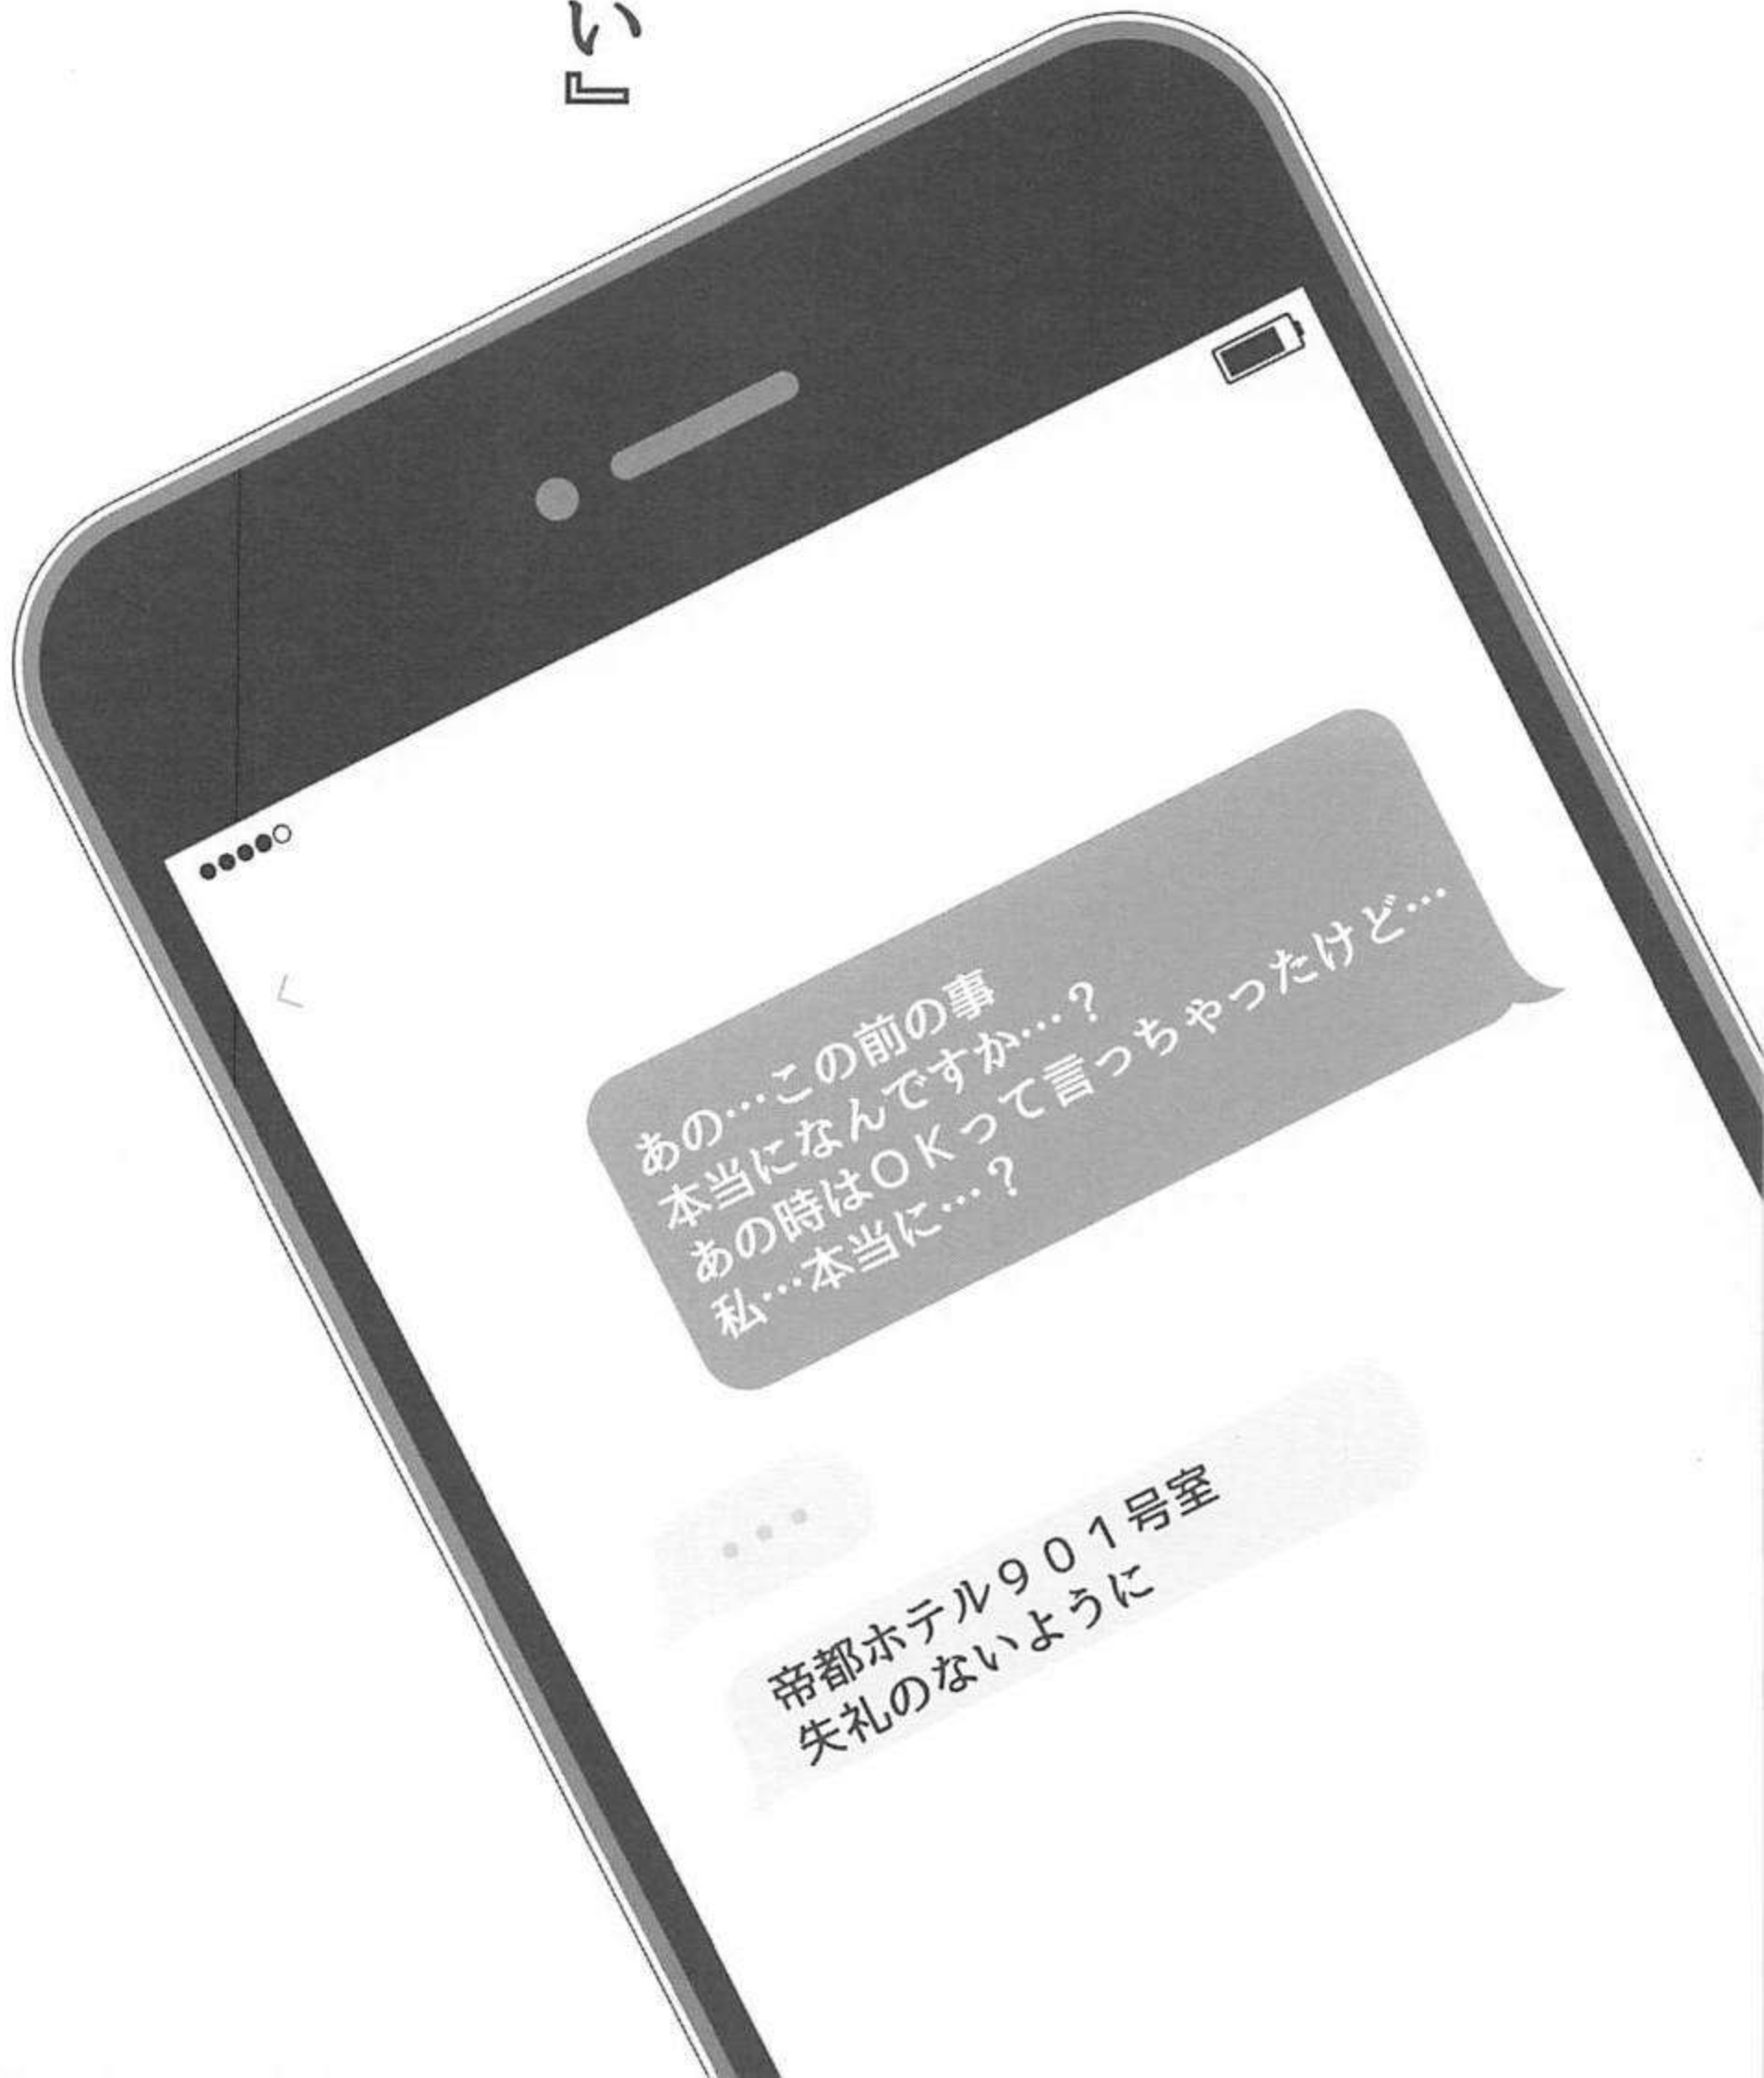 い』
あの…この前の事
本当になんですか…？
あの時はＯＫって言っちゃったけど…
私…本当に…？
…
帝都ホテル９０１号室
失礼のないように